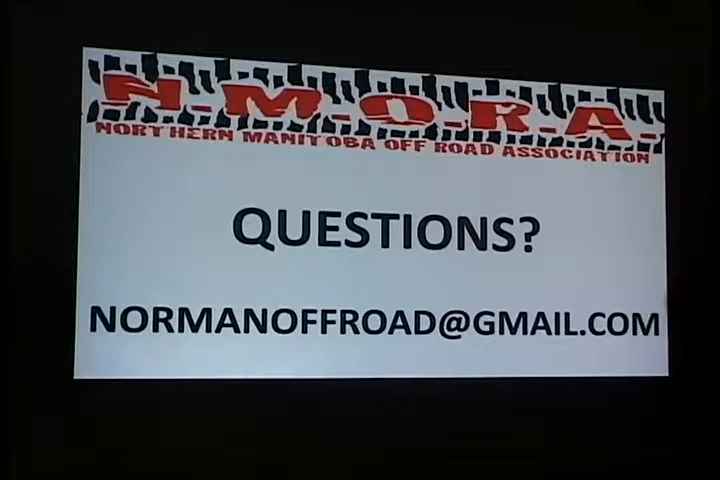 N.M.O.R.A.
NORTHERN MANITOBA OFF ROAD ASSOCIATION
QUESTIONS?
NORMANOFFROAD@GMAIL.COM